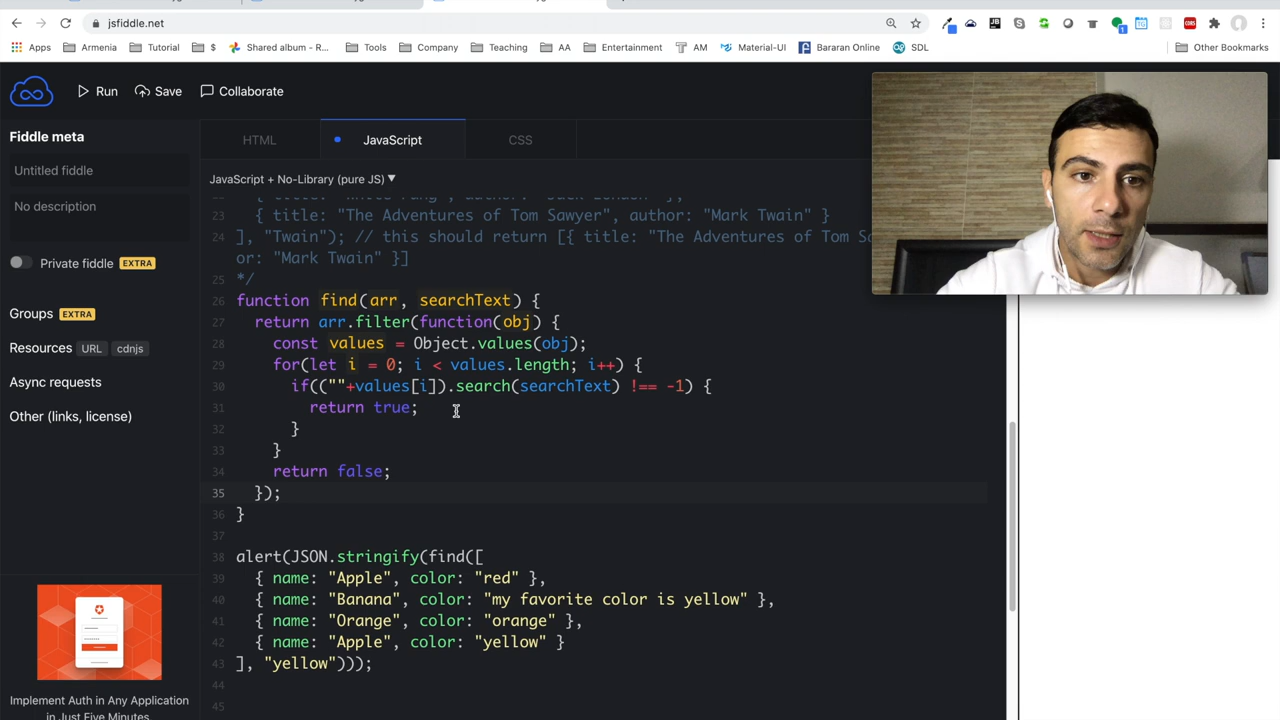 jsfiddle.net
Apps Armenia Tutorial $ Shared album - R... Tools Company Teaching AA Entertainment AM Material-UI Bararan Online SDL Other Bookmarks
Run Save Collaborate
Fiddle meta
Untitled fiddle
No description
Private fiddle EXTRA
Groups EXTRA
Resources URL cdnjs
Async requests
Other (links, license)
Implement Auth in Any Application
in Just Five Minutes
HTML JavaScript CSS
JavaScript + No-Library (pure JS) ▼
{ title: "White Fang", author: "Jack London" },
23 { title: "The Adventures of Tom Sawyer", author: "Mark Twain" }
24 ], "Twain"); // this should return [{ title: "The Adventures of Tom S
or: "Mark Twain" }]
25 */
26 function find(arr, searchText) {
27 return arr.filter(function(obj) {
28 const values = Object.values(obj);
29 for(let i = 0; i < values.length; i++) {
30 if((""+values[i]).search(searchText) !== -1) {
31 return true;
32 }
33 }
34 return false;
35 });
36 }
37
38 alert(JSON.stringify(find([
39 { name: "Apple", color: "red" },
40 { name: "Banana", color: "my favorite color is yellow" },
41 { name: "Orange", color: "orange" },
42 { name: "Apple", color: "yellow" }
43 ], "yellow")));
44
45